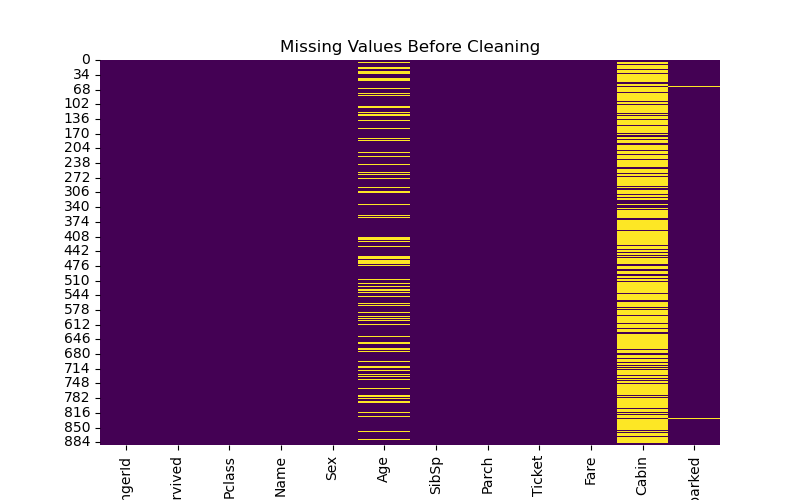 Missing Values Before Cleaning
0
34
68
102
136
170
204
238
272
306
340
374
408
442
476
510
544
578
612
646
680
714
748
782
816
850
884
ngerId
rvived
Pclass
Name
Sex
Age
SibSp
Parch
Ticket
Fare
Cabin
parked